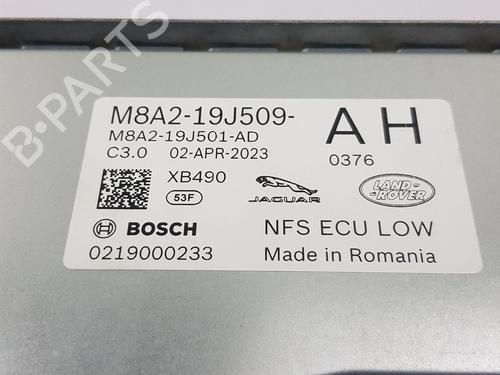 M8A2-19J509-
A H
M8A2-19J501-AD
C3.0 02-APR-2023
0376
XB490
53F
JAGUAR
LAND-
ROVER
BOSCH
NFS ECU LOW
0219000233
Made in Romania
B-PARTS